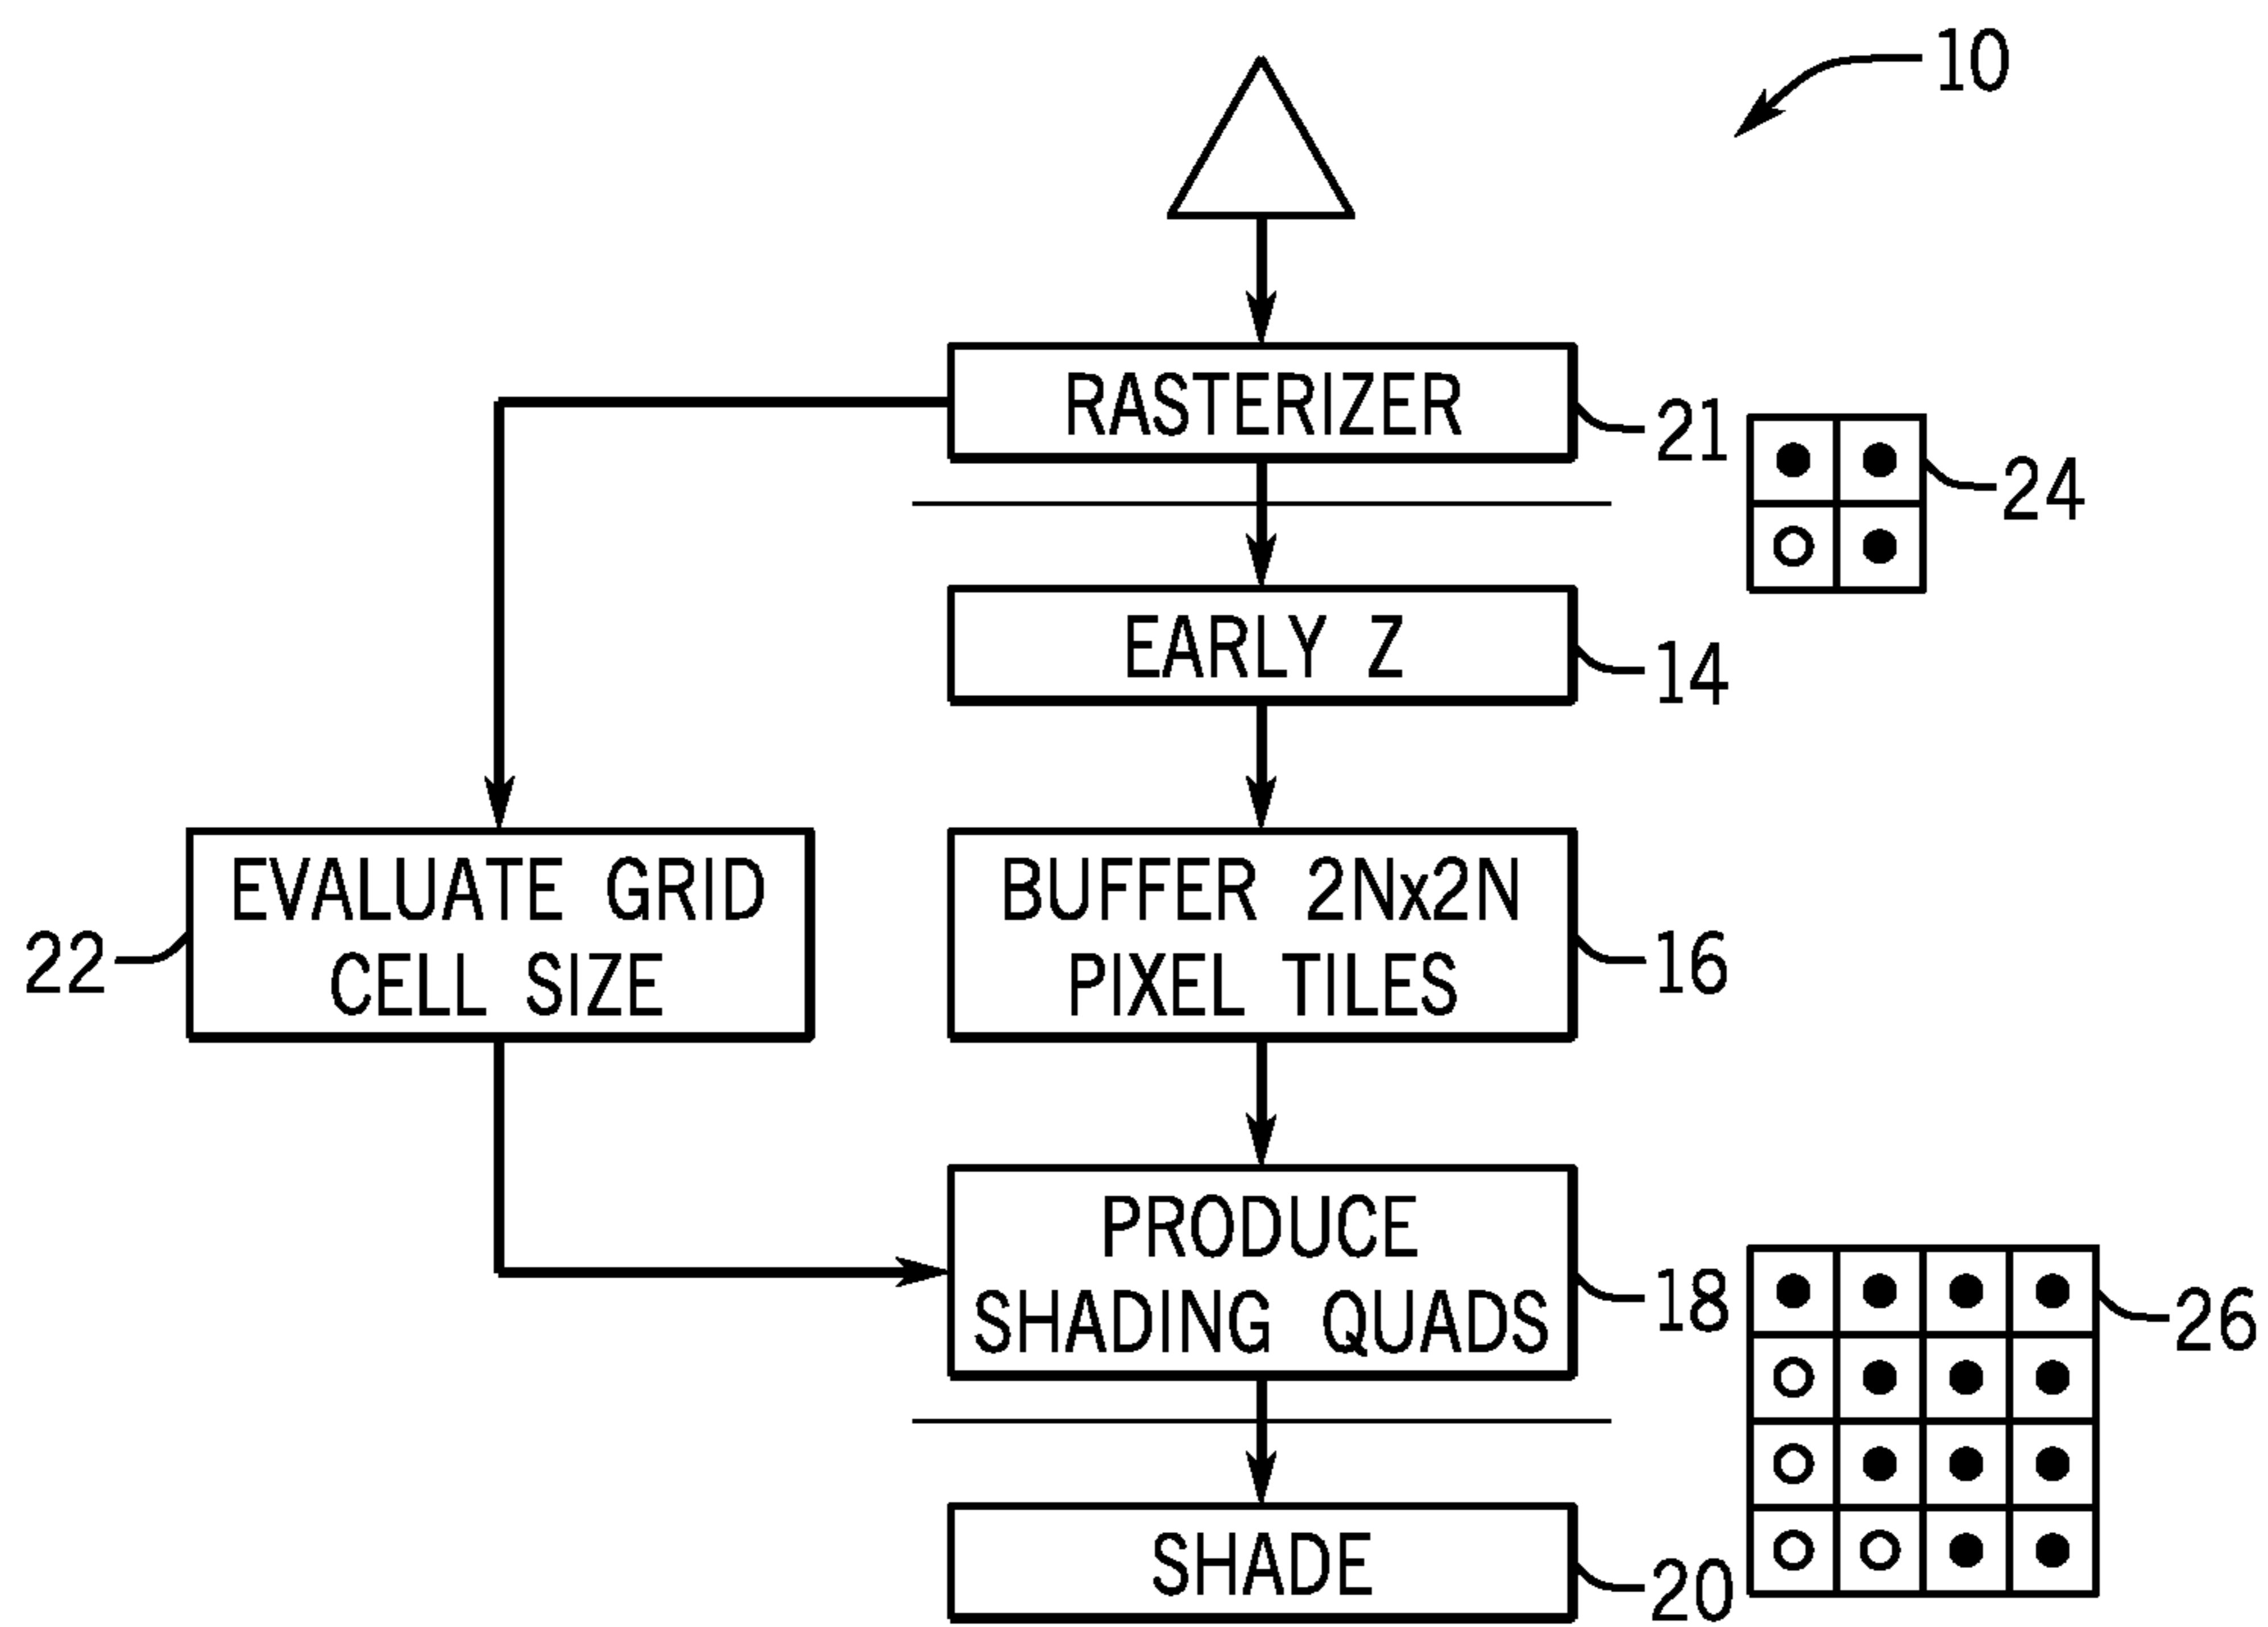 10
RASTERIZER
21
24
EARLY Z
14
EVALUATE GRID
CELL SIZE
22
BUFFER 2Nx2N
PIXEL TILES
16
PRODUCE
SHADING QUADS
18
26
SHADE
20